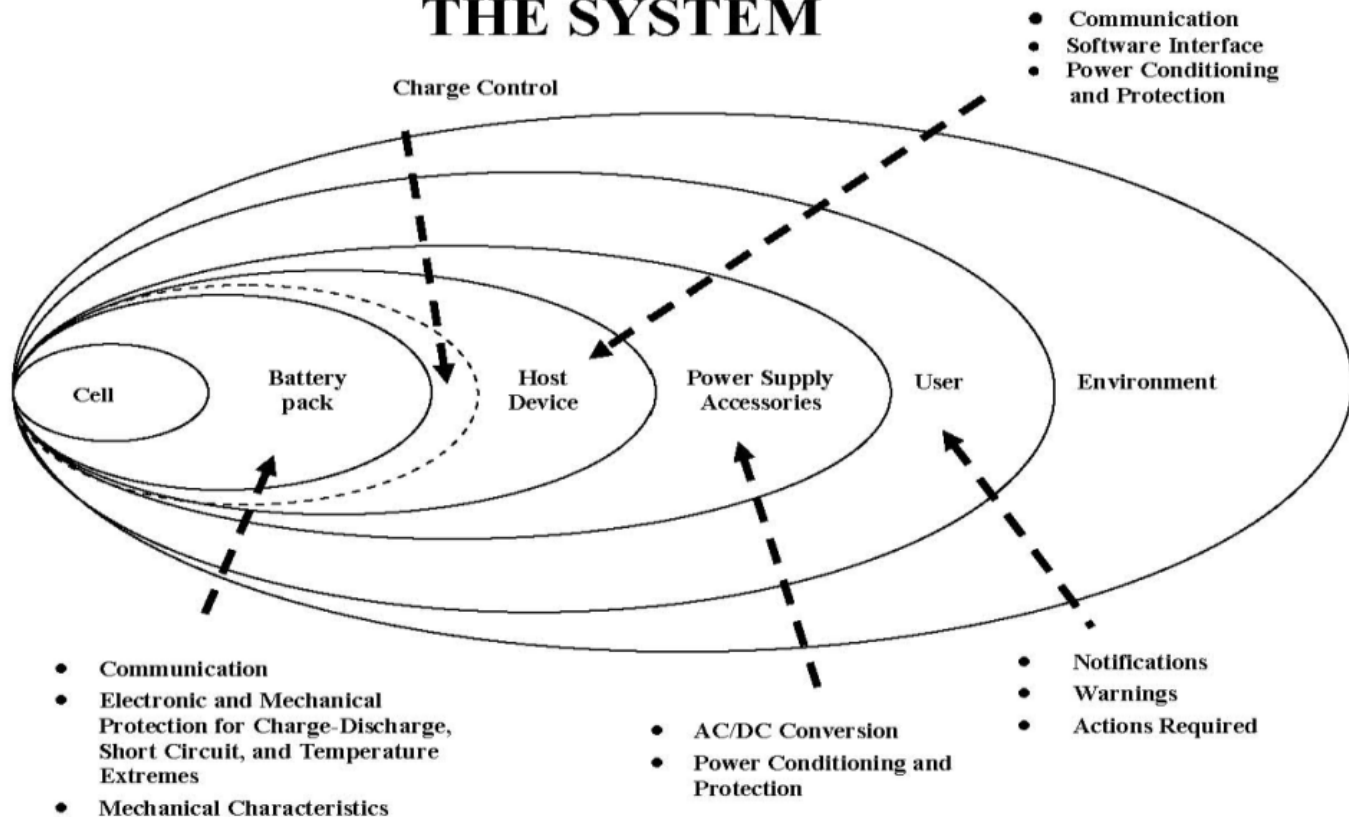 THE SYSTEM
• Communication
• Software Interface
• Power Conditioning
and Protection
Charge Control
Cell
Battery
pack
Host
Device
Power Supply
Accessories
User
Environment
• Communication
• Electronic and Mechanical
Protection for Charge-Discharge,
Short Circuit, and Temperature
Extremes
• Mechanical Characteristics
• AC/DC Conversion
• Power Conditioning and
Protection
• Notifications
• Warnings
• Actions Required